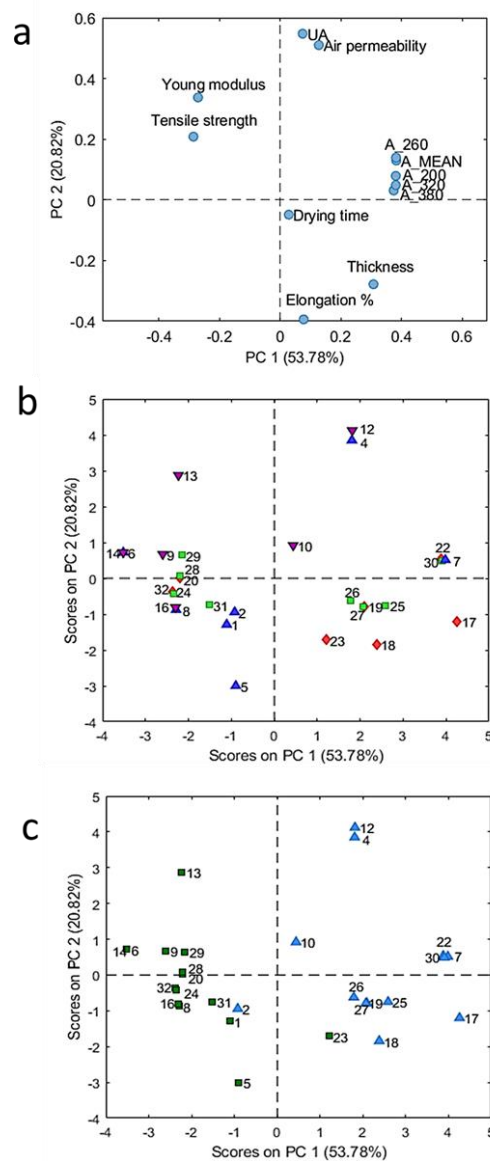 a
0.6
0.4
0.2
0
-0.2
-0.4
-0.4 -0.2 0 0.2 0.4 0.6
PC 2 (20.82%)
PC 1 (53.78%)
UA
Air permeability
Young modulus
Tensile strength
A_260
A_MEAN
A_200
A_320
A_380
Drying time
Thickness
Elongation %
b
5
4
3
2
1
0
-1
-2
-3
-4
-4 -3 -2 -1 0 1 2 3 4 5
Scores on PC 2 (20.82%)
Scores on PC 1 (53.78%)
12
4
13
10
14 6 9 29
22
30 7
28
20
32 24
16 8
31 2
1
5
26
27 19 25
23 18 17
c
5
4
3
2
1
0
-1
-2
-3
-4
-4 -3 -2 -1 0 1 2 3 4 5
Scores on PC 2 (20.82%)
Scores on PC 1 (53.78%)
12
4
13
10
14 6 9 29
22
30 7
28
20
32 24
16 8
31 2
1
5
26
27 19 25
23 18 17